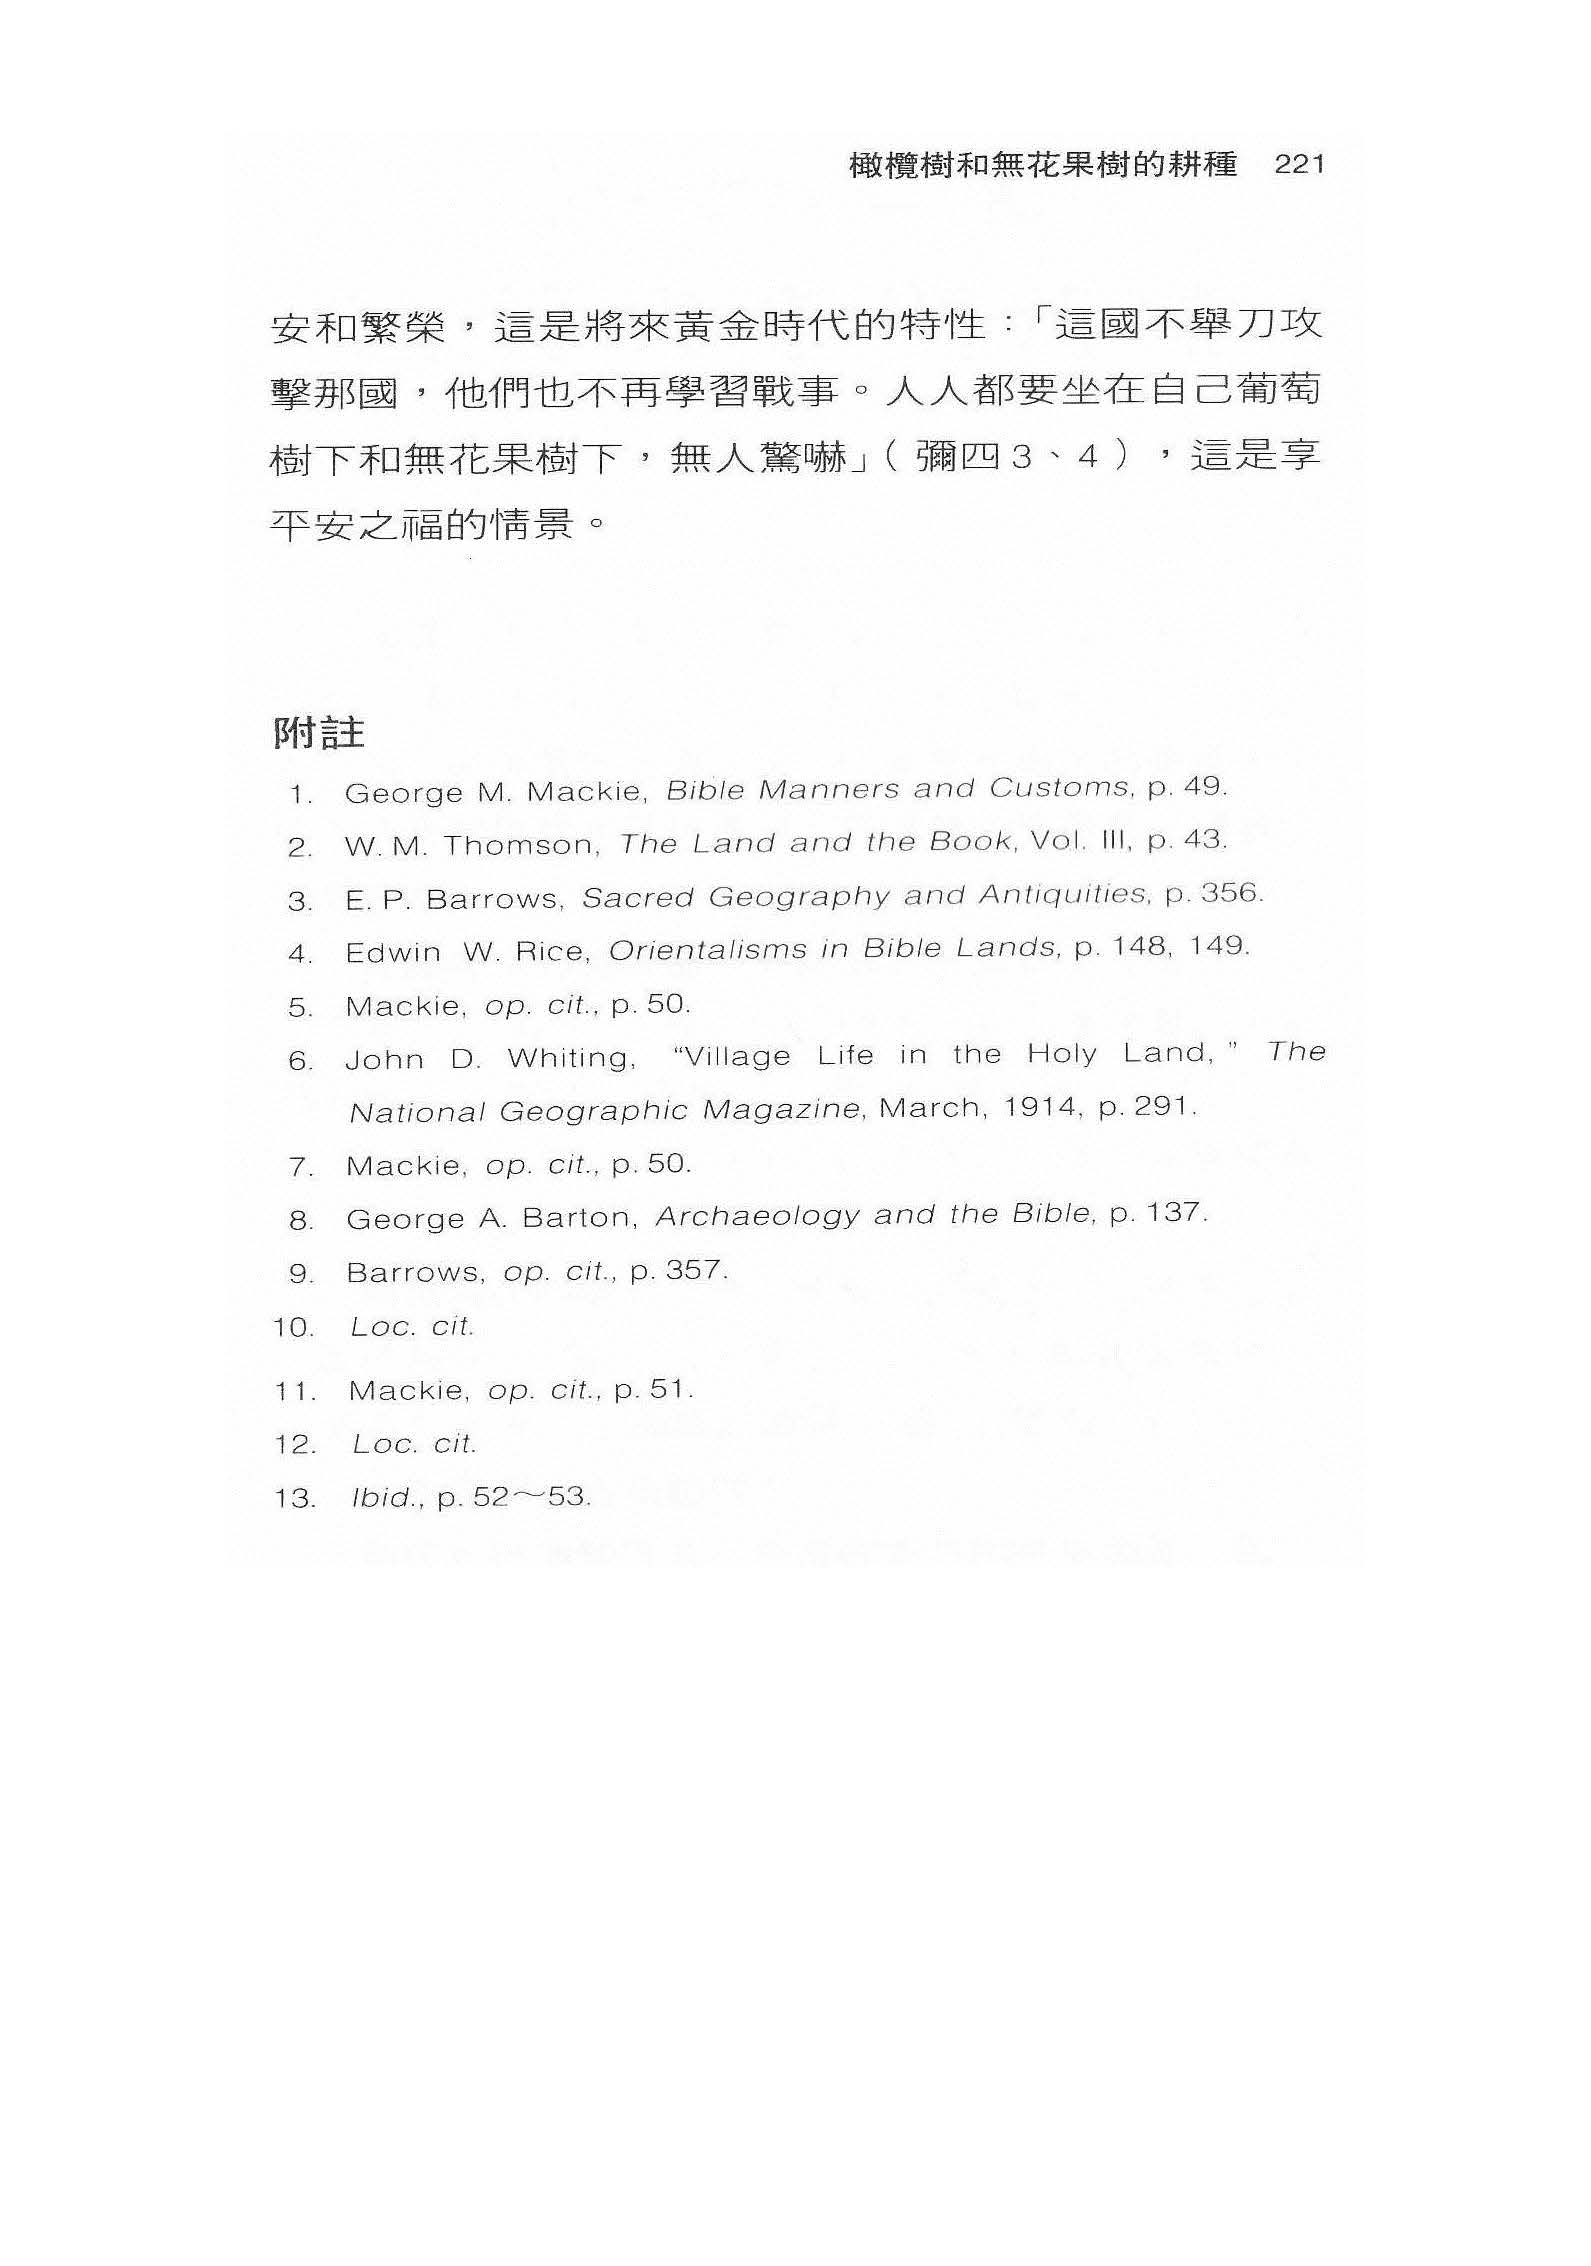 橄欖樹和無花果樹的耕種 221
安和繁榮，這是將來黃金時代的特性：「這國不舉刀攻
擊那國，他們也不再學習戰事。人人都要坐在自己葡萄
樹下和無花果樹下，無人驚嚇」（彌四3、4），這是享
平安之福的情景。
附註
1. George M. Mackie, Bible Manners and Customs, p. 49.
2. W. M. Thomson, The Land and the Book, Vol. III, p. 43.
3. E. P. Barrows, Sacred Geography and Antiquities, p. 356.
4. Edwin W. Rice, Orientalisms in Bible Lands, p. 148, 149.
5. Mackie, op. cit., p. 50.
6. John D. Whiting, “Village Life in the Holy Land,” The
National Geographic Magazine, March, 1914, p. 291.
7. Mackie, op. cit., p. 50.
8. George A. Barton, Archaeology and the Bible, p. 137.
9. Barrows, op. cit., p. 357.
10. Loc. cit.
11. Mackie, op. cit., p. 51.
12. Loc. cit.
13. Ibid., p. 52～53.